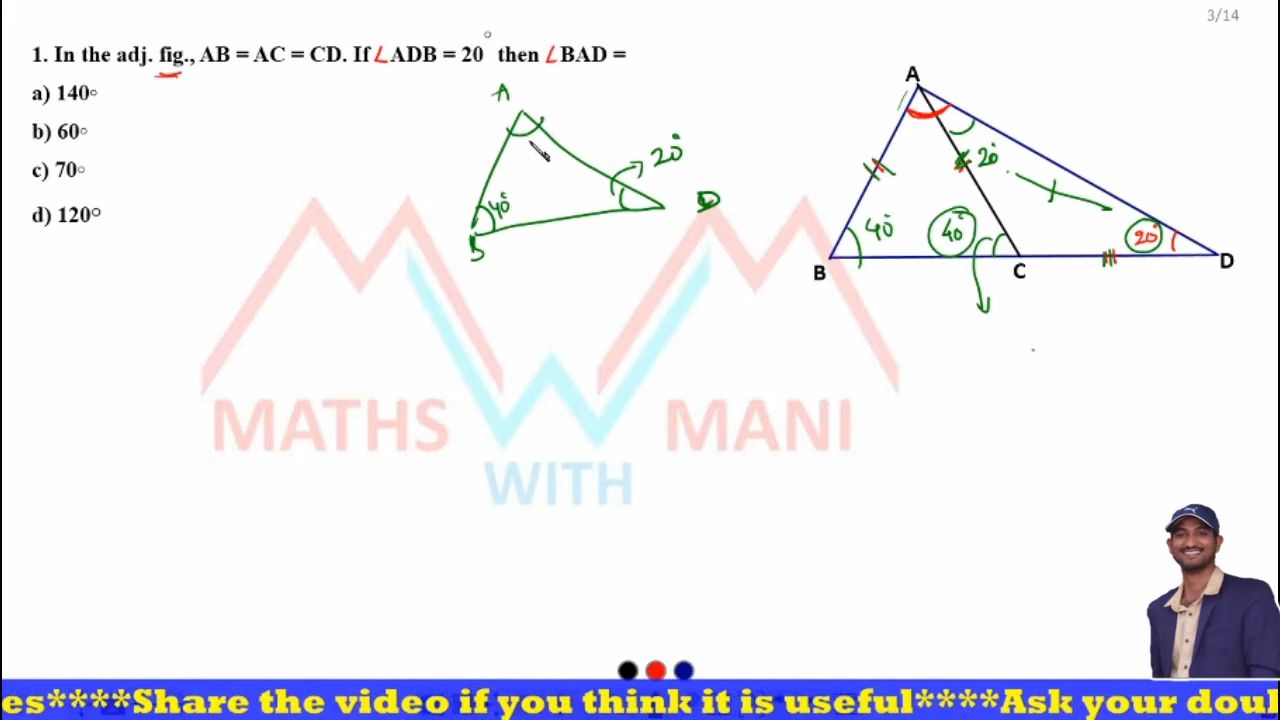 3/14
1. In the adj. fig., AB = AC = CD. If ∠ADB = 20° then ∠BAD =
a) 140°
b) 60°
c) 70°
d) 120°
A
20°
40°
B
D
A
20°
40°
40°
20°
B
C
D
MATHS
WITH
MANI
es****Share the video if you think it is useful****Ask your doul